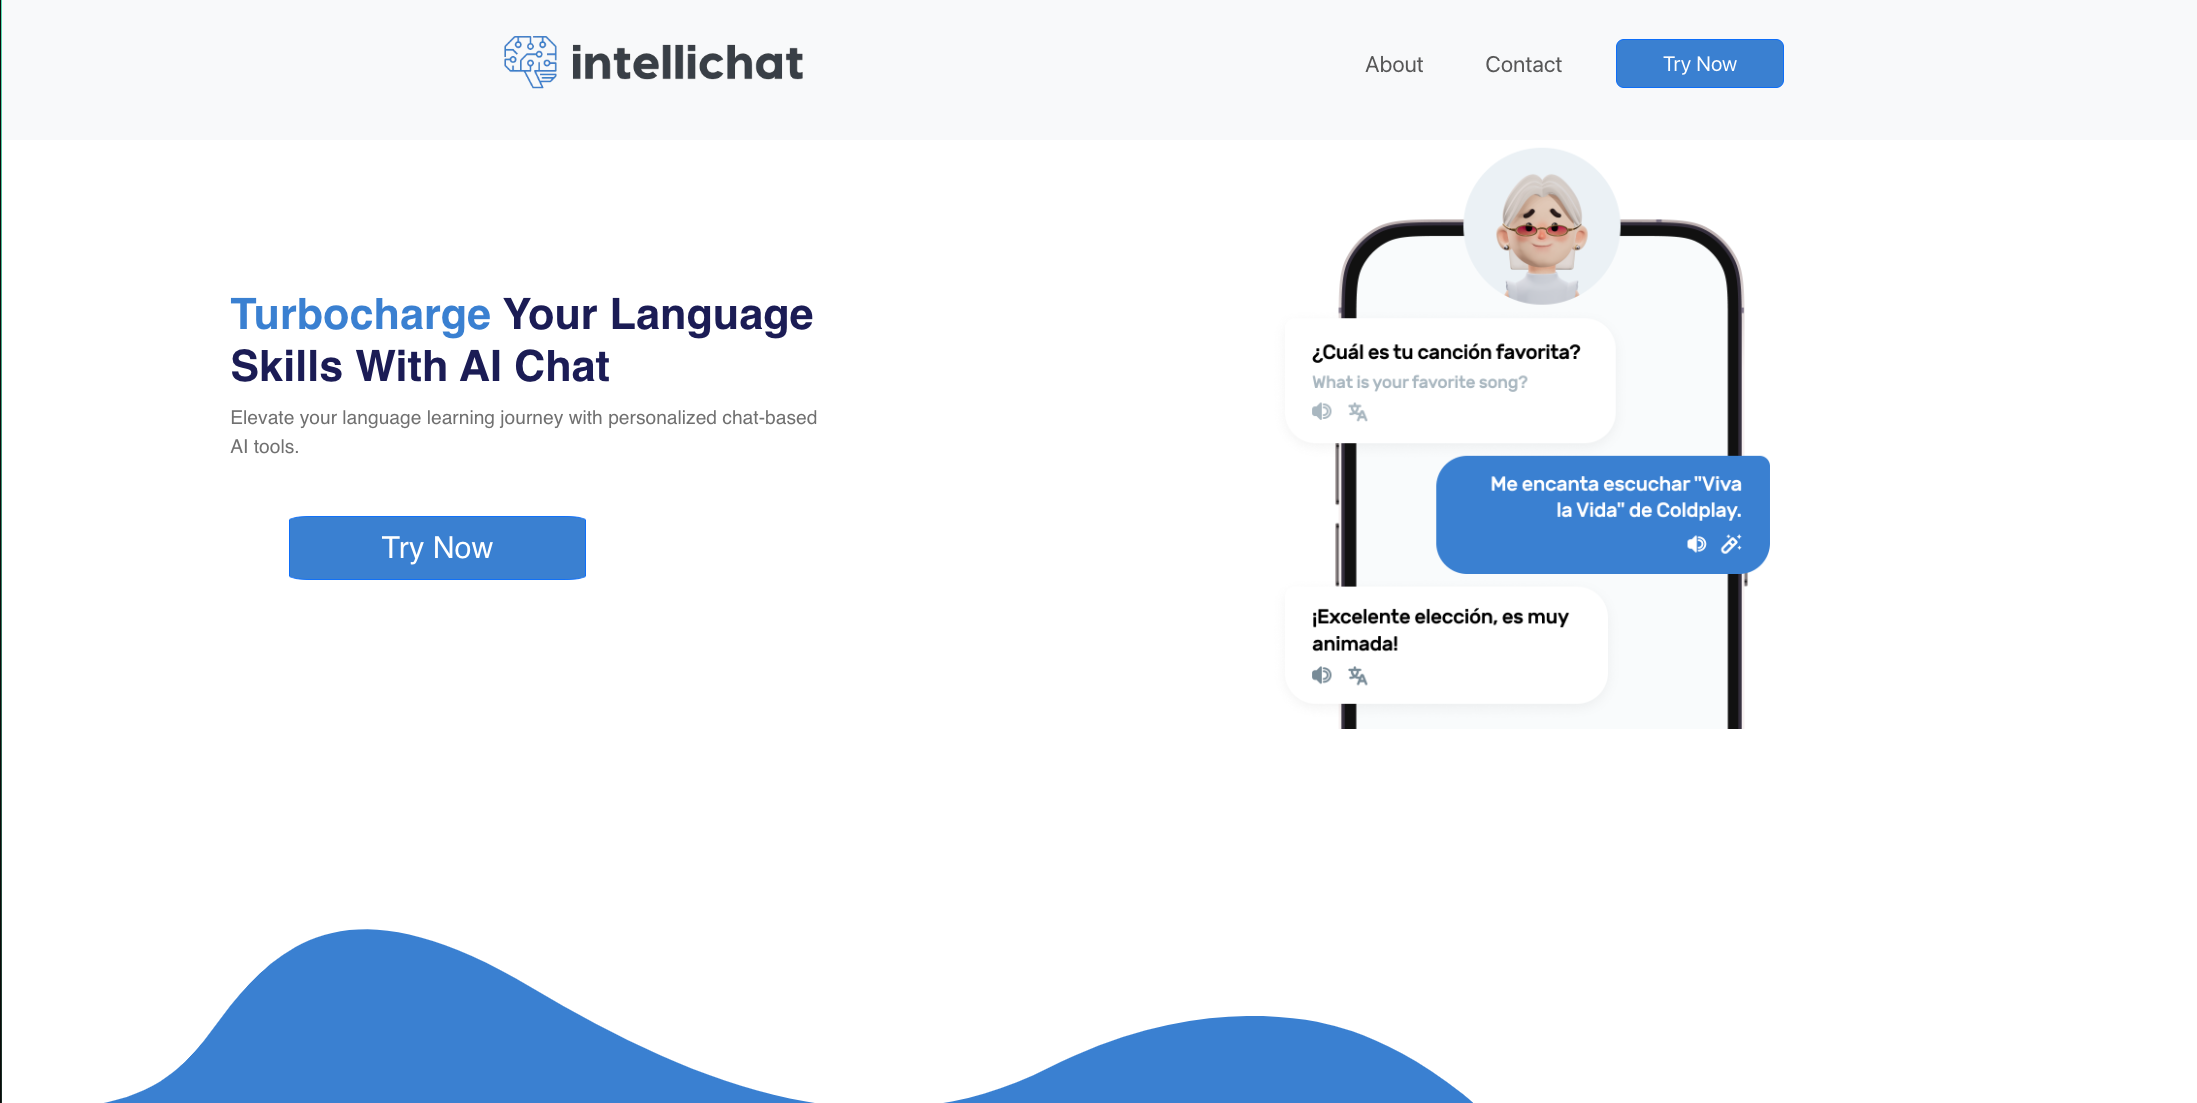 intellichat
About
Contact
Try Now
Turbocharge Your Language
Skills With AI Chat
Elevate your language learning journey with personalized chat-based
AI tools.
Try Now
¿Cuál es tu canción favorita?
What is your favorite song?
Me encanta escuchar "Viva
la Vida" de Coldplay.
¡Excelente elección, es muy
animada!